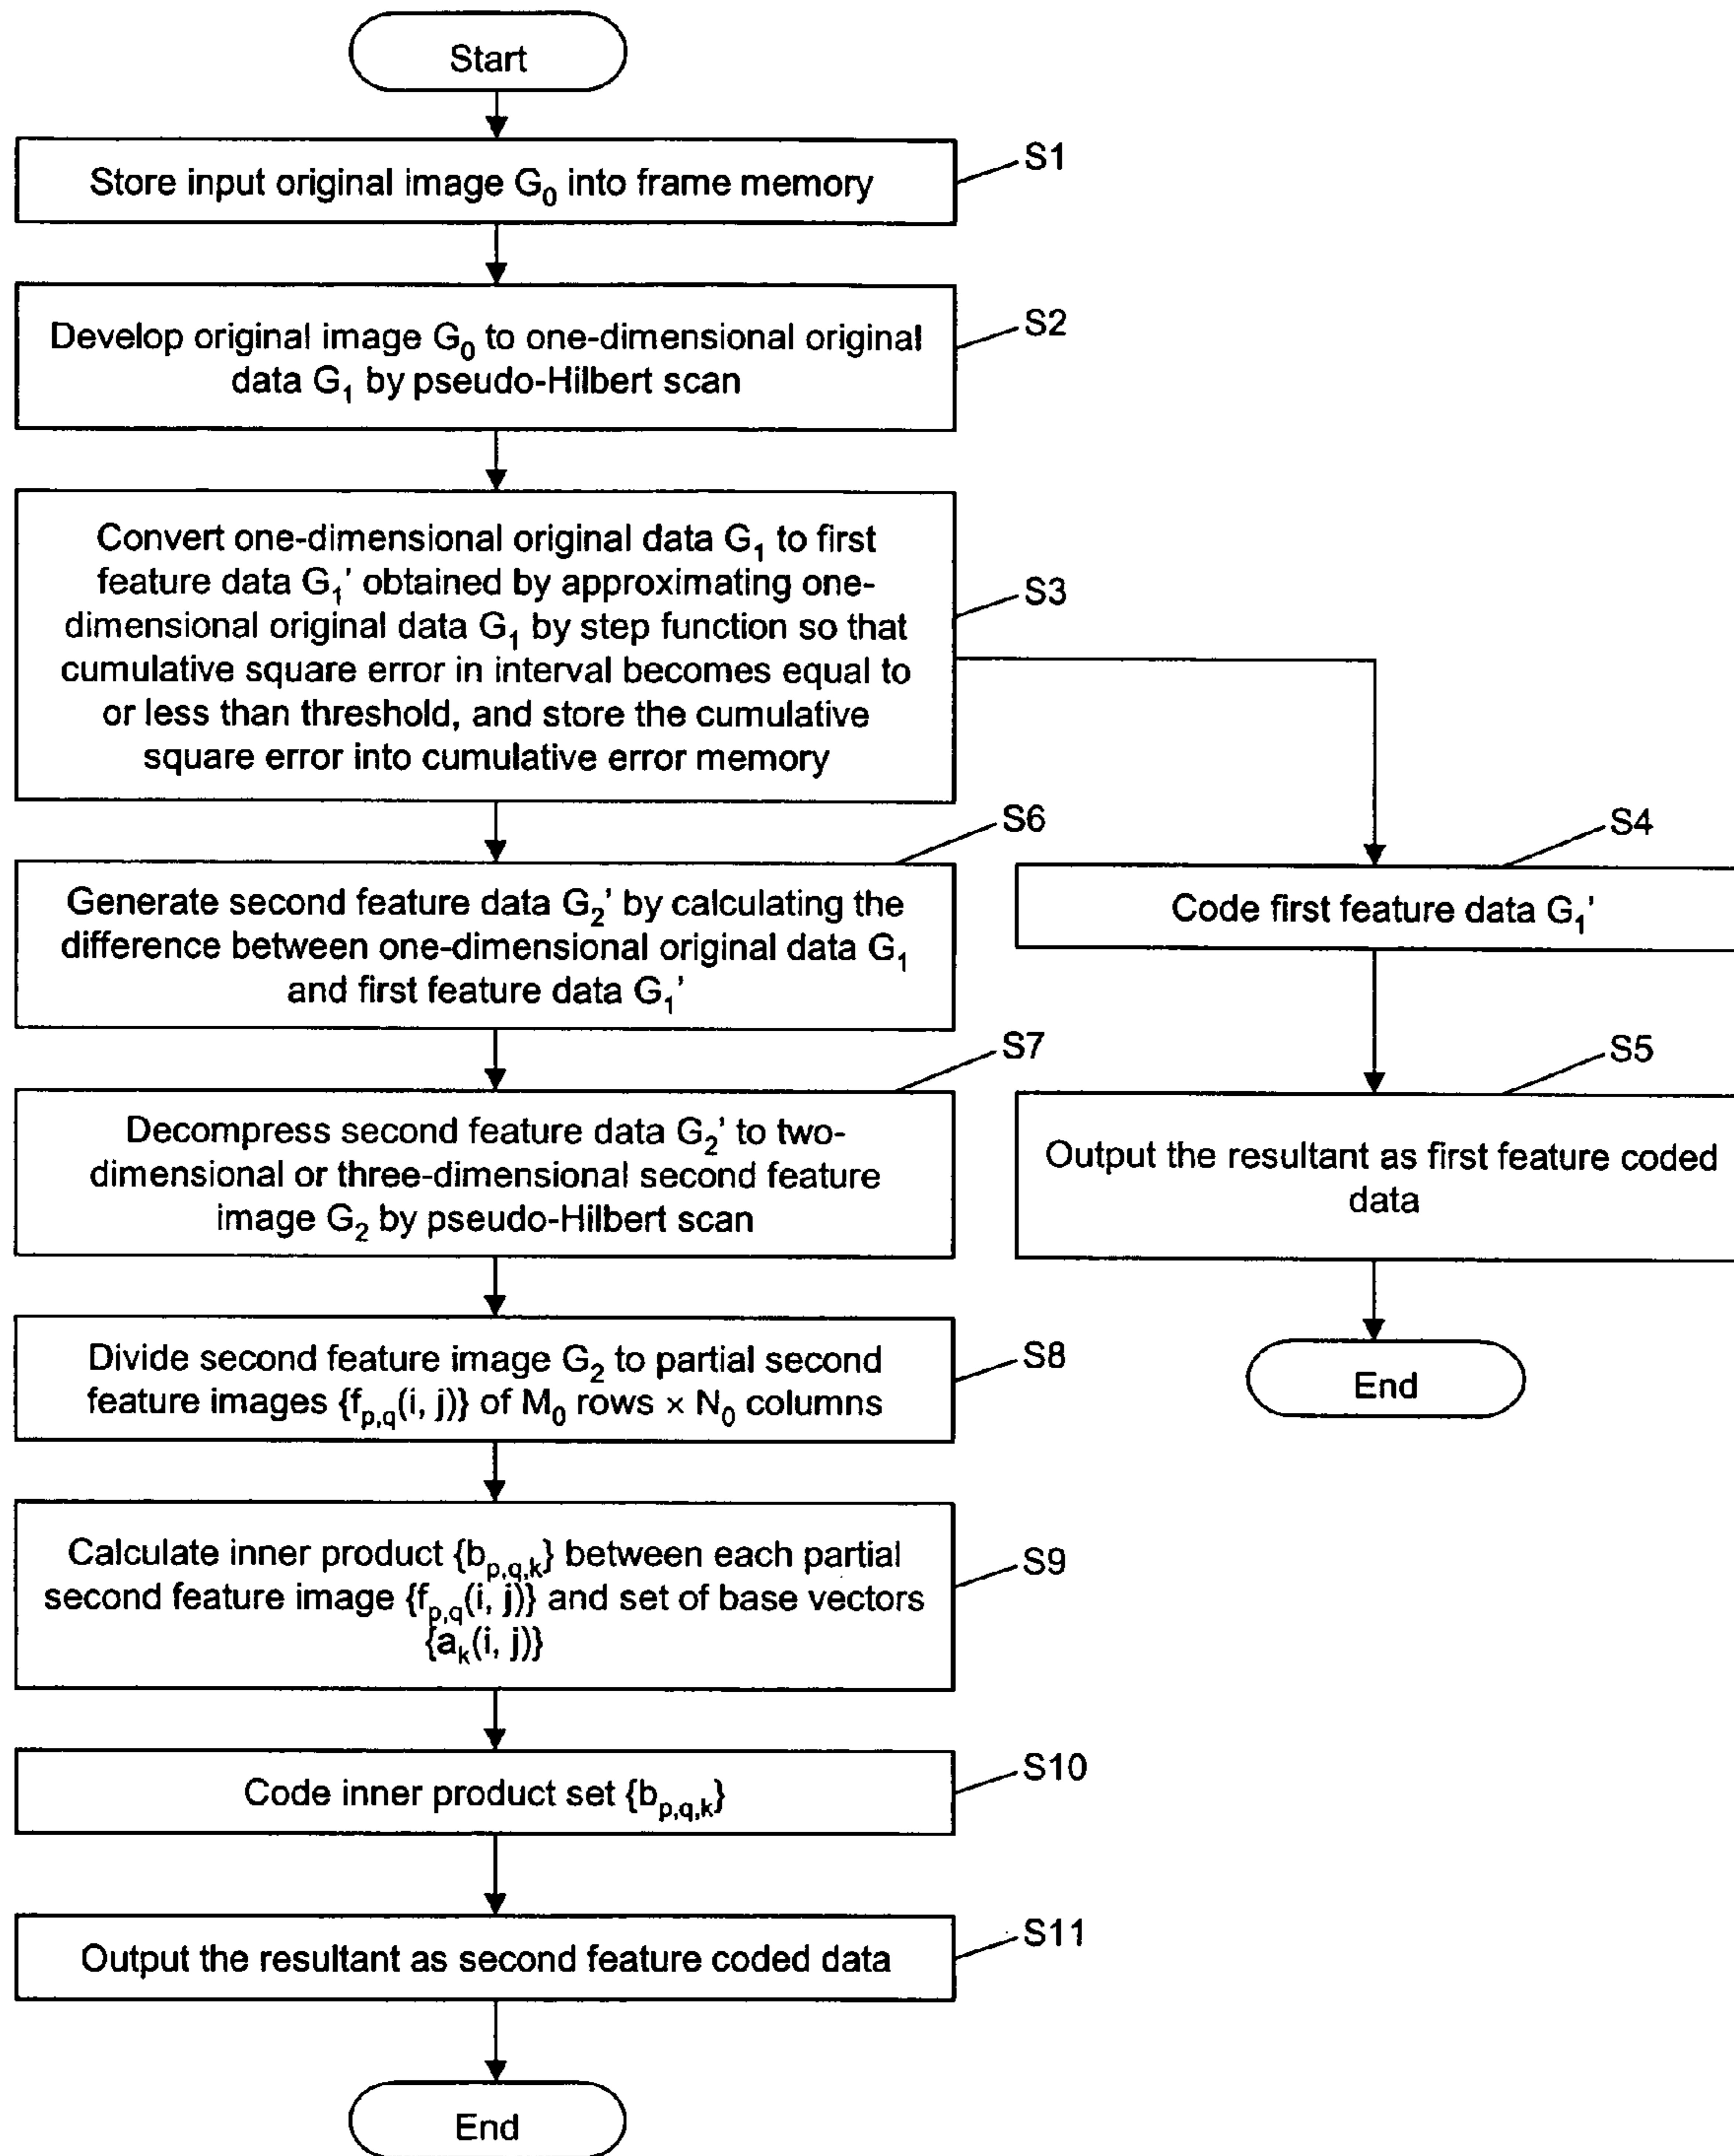 Start
Store input original image G₀ into frame memory
S1
Develop original image G₀ to one-dimensional original
data G₁ by pseudo-Hilbert scan
S2
Convert one-dimensional original data G₁ to first
feature data G₁' obtained by approximating one-
dimensional original data G₁ by step function so that
cumulative square error in interval becomes equal to
or less than threshold, and store the cumulative
square error into cumulative error memory
S3
S4
Code first feature data G₁'
S5
Output the resultant as first feature coded
data
End
S6
Generate second feature data G₂' by calculating the
difference between one-dimensional original data G₁
and first feature data G₁'
S7
Decompress second feature data G₂' to two-
dimensional or three-dimensional second feature
image G₂ by pseudo-Hilbert scan
Divide second feature image G₂ to partial second
feature images {f_{p,q}(i, j)} of M₀ rows × N₀ columns
S8
Calculate inner product {b_{p,q,k}} between each partial
second feature image {f_{p,q}(i, j)} and set of base vectors
{a_k(i, j)}
S9
Code inner product set {b_{p,q,k}}
S10
Output the resultant as second feature coded data
S11
End